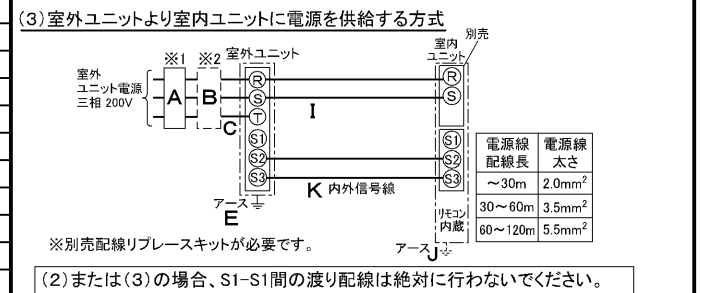 (3)室外ユニットより室内ユニットに電源を供給する方式
別売
※1 ※2 室外ユニット
室内
ユニット
室外
ユニット電源
三相 200V
A B
R R
S S
I
T
C
S1 S1
S2 S2
S3 S3
K 内外信号線
電源線
配線長
電源線
太さ
～30m 2.0mm²
30～60m 3.5mm²
60～120m 5.5mm²
アース
E
リモコン
内蔵
※別売配線リプレースキットが必要です。
アース J
(2)または(3)の場合、S1-S1間の渡り配線は絶対に行わないでください。